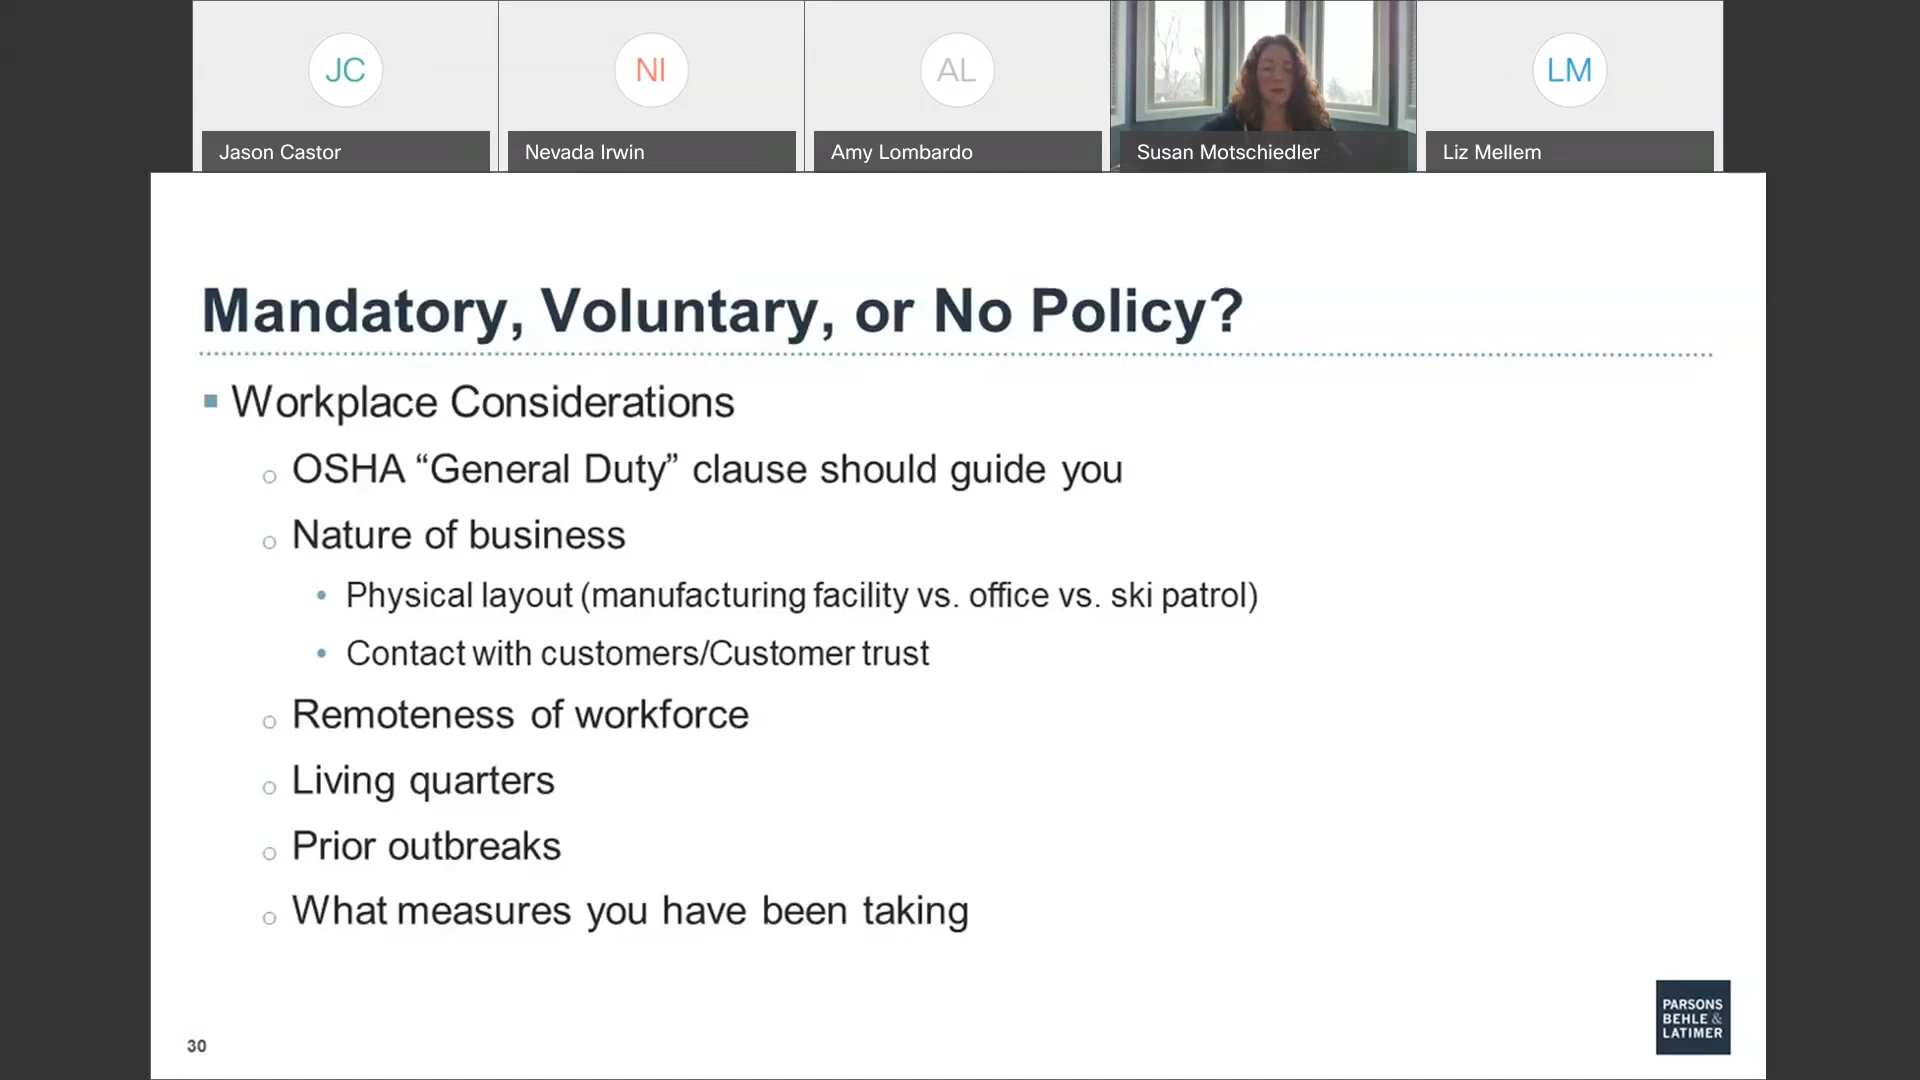 JC
NI
AL
LM
Jason Castor
Nevada Irwin
Amy Lombardo
Susan Motschiedler
Liz Mellem
Mandatory, Voluntary, or No Policy?
Workplace Considerations
OSHA “General Duty” clause should guide you
Nature of business
Physical layout (manufacturing facility vs. office vs. ski patrol)
Contact with customers/Customer trust
Remoteness of workforce
Living quarters
Prior outbreaks
What measures you have been taking
PARSONS
BEHLE &
LATIMER
30